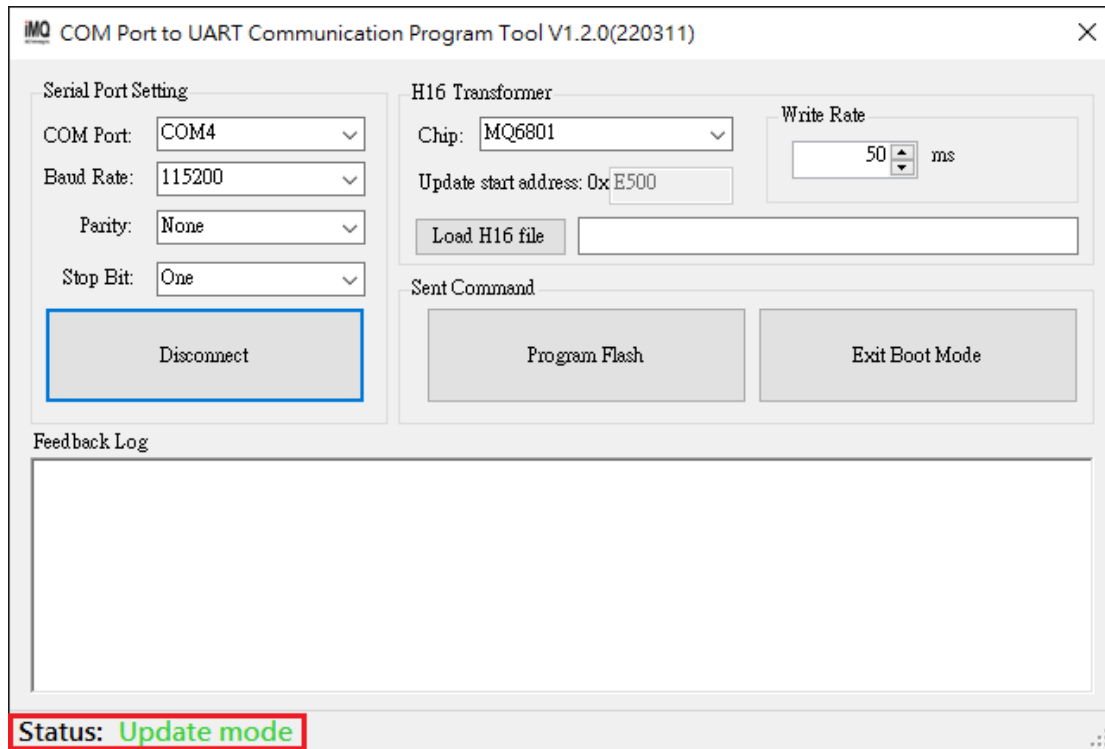 iMQ COM Port to UART Communication Program Tool V1.2.0(220311)
Serial Port Setting
COM Port: COM4
Baud Rate: 115200
Parity: None
Stop Bit: One
Disconnect
H16 Transformer
Chip: MQ6801
Update start address: 0x E500
Write Rate
50 ms
Load H16 file
Sent Command
Program Flash
Exit Boot Mode
Feedback Log
Status: Update mode